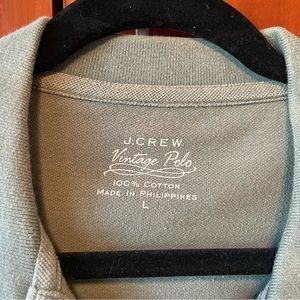 J.CREW
Vintage Polo
100% COTTON
MADE IN PHILIPPINES
L